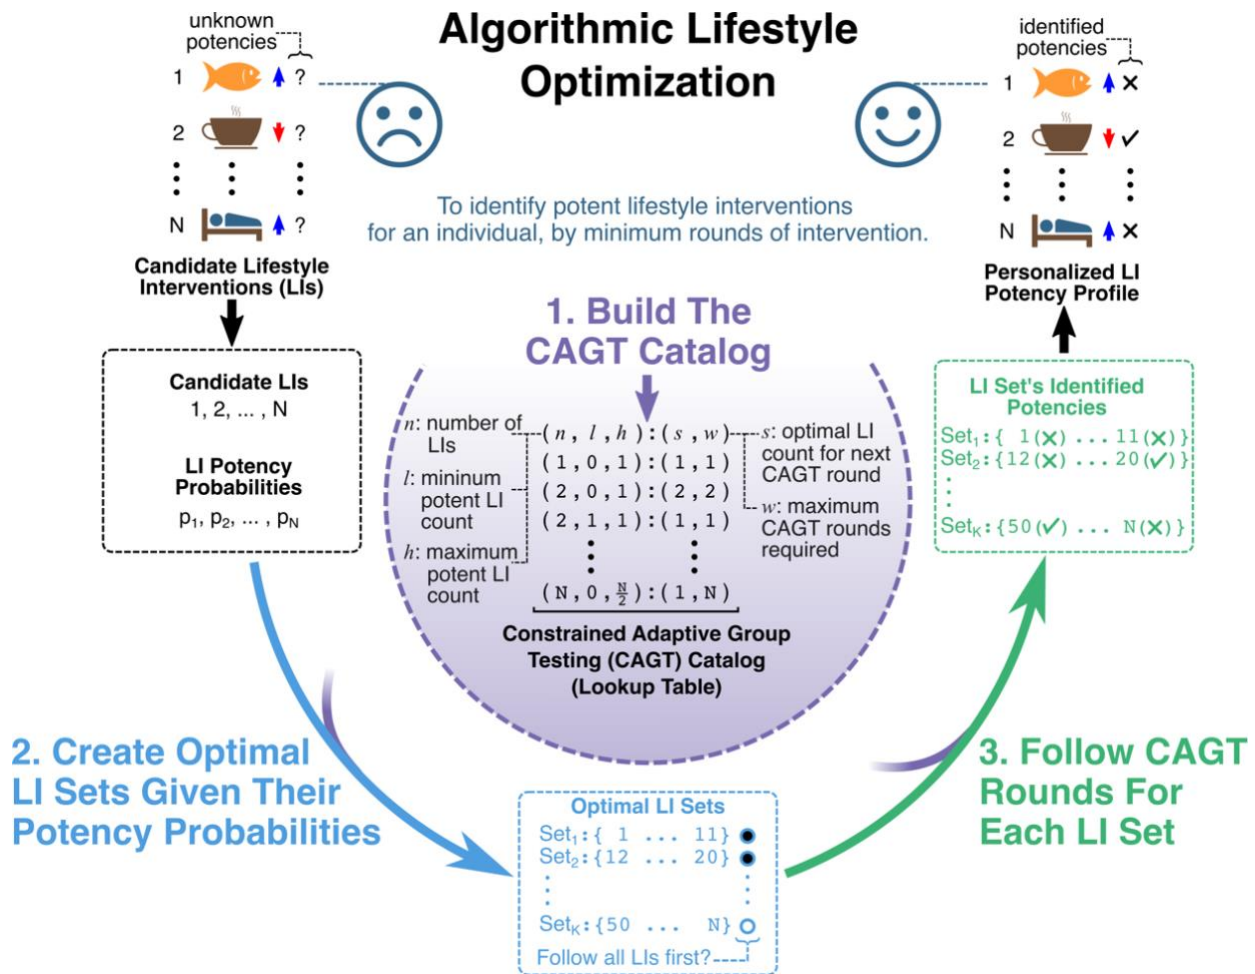 Algorithmic Lifestyle
Optimization
unknown
potencies
1 ?
2 ?
N ?
Candidate Lifestyle
Interventions (LIs)
identified
potencies
1 ✕
2 ✓
N ✕
Personalized LI
Potency Profile
To identify potent lifestyle interventions
for an individual, by minimum rounds of intervention.
Candidate LIs
1, 2, ... , N
LI Potency
Probabilities
p₁, p₂, ... , pN
1. Build The
CAGT Catalog
n: number of
LIs
l: mininum
potent LI
count
h: maximum
potent LI
count
(n, l, h):(s, w)
(1,0,1):(1,1)
(2,0,1):(2,2)
(2,1,1):(1,1)
(N,0,N/2):(1,N)
s: optimal LI
count for next
CAGT round
w: maximum
CAGT rounds
required
Constrained Adaptive Group
Testing (CAGT) Catalog
(Lookup Table)
LI Set's Identified
Potencies
Set₁:{ 1(✕) ... 11(✕)}
Set₂:{12(✕) ... 20(✓)}
SetK:{50(✓) ... N(✕)}
2. Create Optimal
LI Sets Given Their
Potency Probabilities
Optimal LI Sets
Set₁:{ 1 ... 11}
Set₂:{12 ... 20}
SetK:{50 ... N}
Follow all LIs first?
3. Follow CAGT
Rounds For
Each LI Set